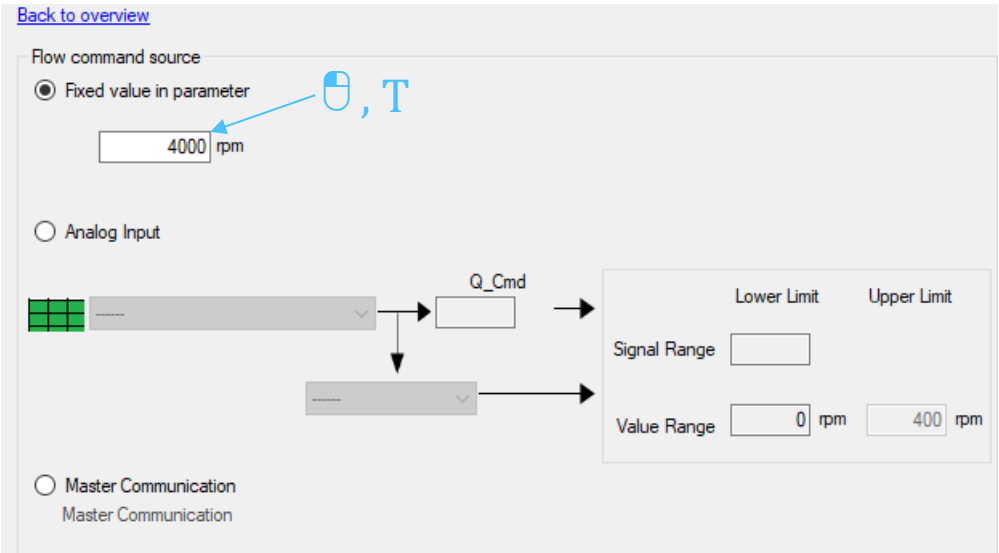 Back to overview
Flow command source
Fixed value in parameter
, T
4000 rpm
Analog Input
Q_Cmd
Lower Limit Upper Limit
------
Signal Range
------
Value Range 0 rpm 400 rpm
Master Communication
Master Communication